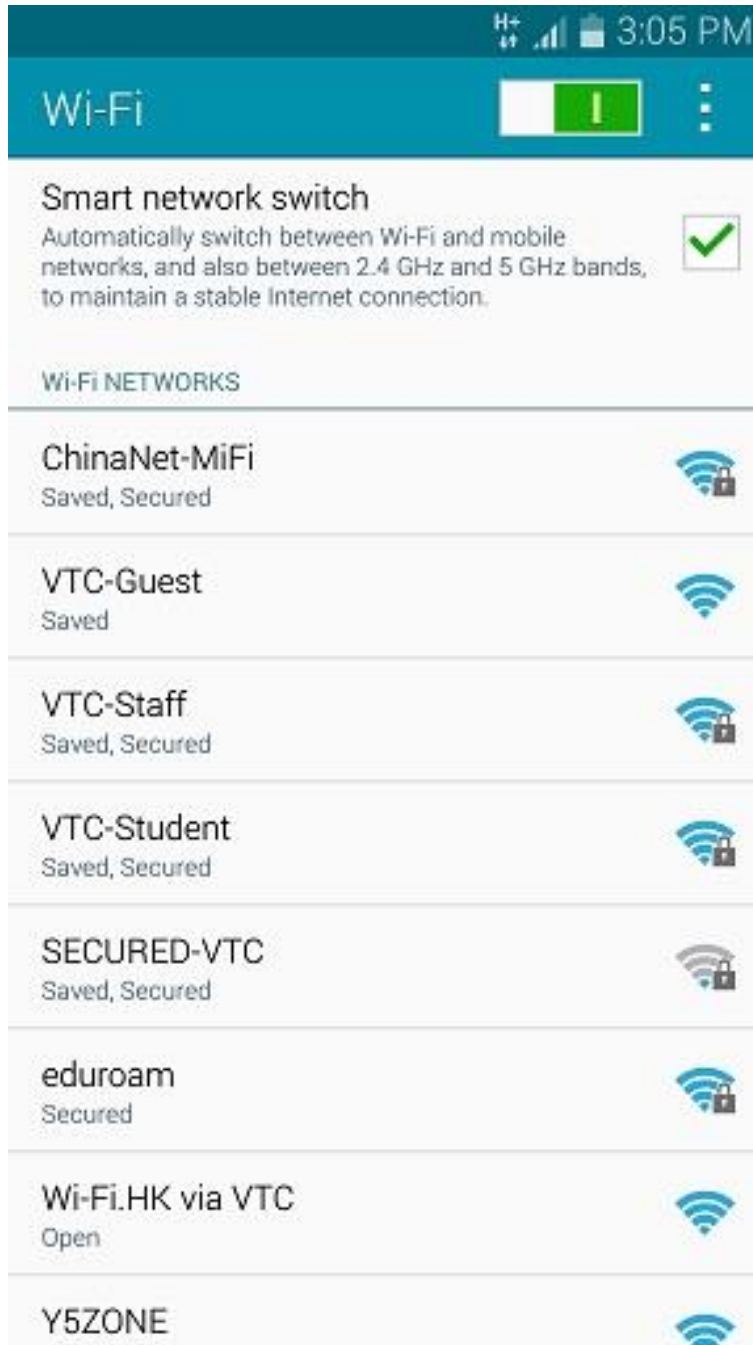 H+ 3:05 PM
Wi-Fi
Smart network switch
Automatically switch between Wi-Fi and mobile
networks, and also between 2.4 GHz and 5 GHz bands,
to maintain a stable Internet connection.
Wi-Fi NETWORKS
ChinaNet-MiFi
Saved, Secured
VTC-Guest
Saved
VTC-Staff
Saved, Secured
VTC-Student
Saved, Secured
SECURED-VTC
Saved, Secured
eduroam
Secured
Wi-Fi.HK via VTC
Open
Y5ZONE